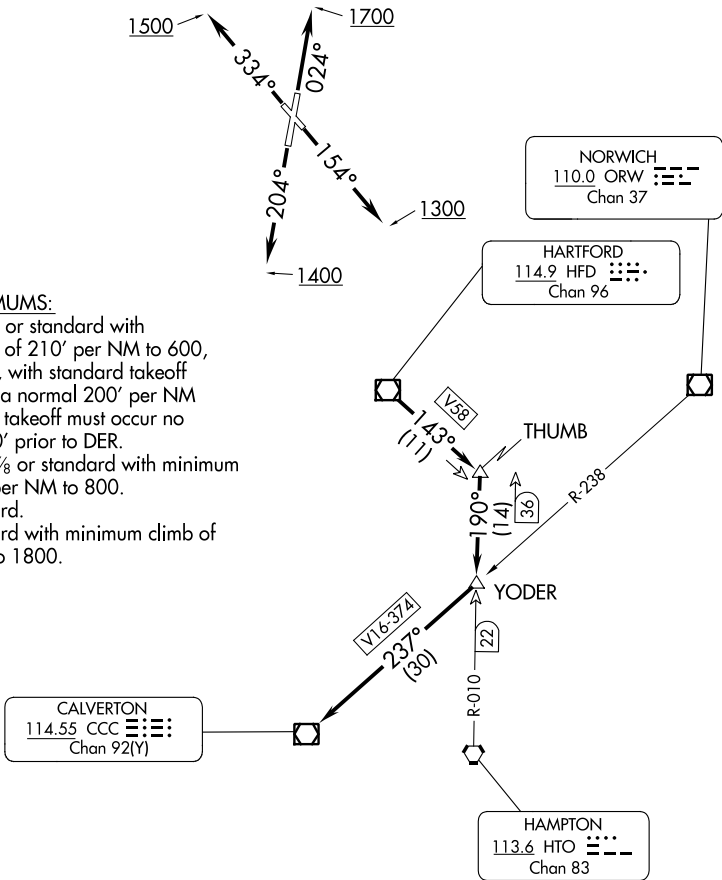 1500
1700
334°
024°
204°
154°
1300
1400
NORWICH
110.0 ORW
Chan 37
HARTFORD
114.9 HFD
Chan 96
MUMS:
or standard with
of 210' per NM to 600,
with standard takeoff
a normal 200' per NM
takeoff must occur no
0' prior to DER.
⅛ or standard with minimum
per NM to 800.
rd.
rd with minimum climb of
o 1800.
V58
143°
(11)
THUMB
190°
(14)
36
R-238
YODER
V16-374
237°
(30)
22
R-010
CALVERTON
114.55 CCC
Chan 92(Y)
HAMPTON
113.6 HTO
Chan 83